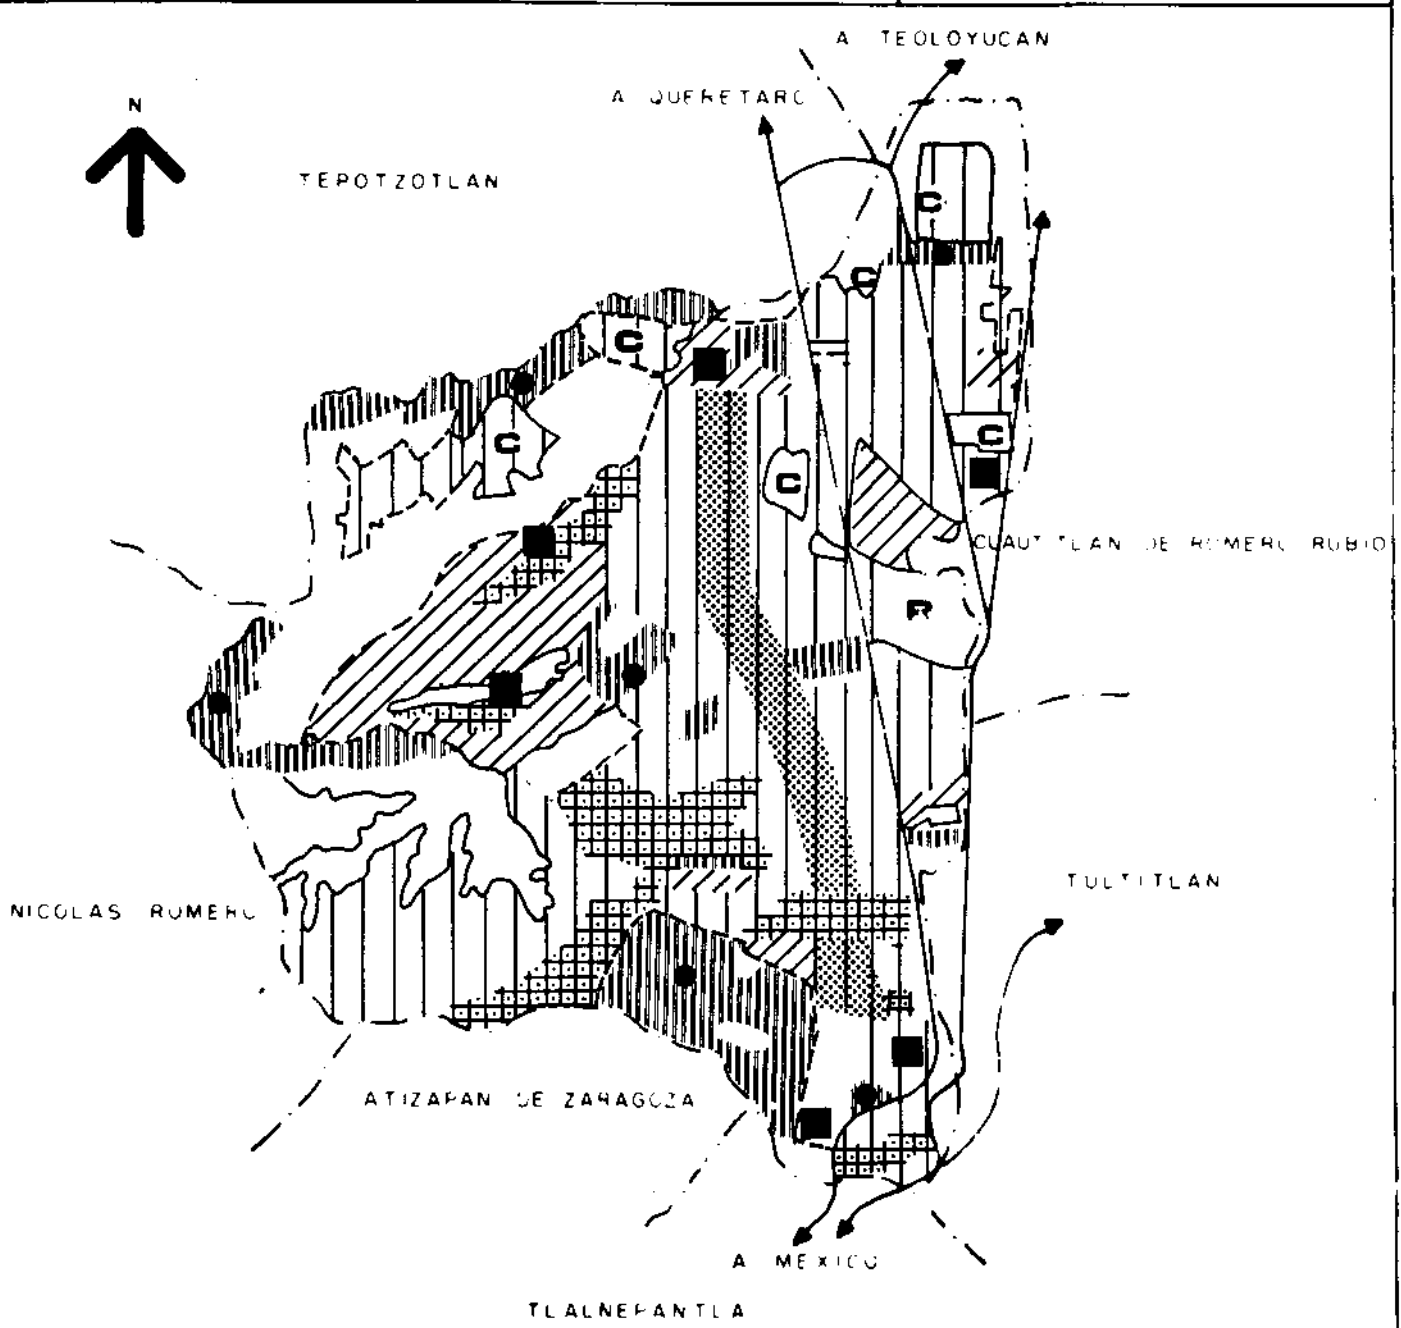 A TEOLOYUCAN
A QUERETARO
N
TEPOTZOTLAN
C
C
C
C
C
C
CUAUTITLAN DE ROMERO RUBIO
R
TULTITLAN
NICOLAS ROMERO
ATIZAPAN DE ZARAGOZA
A MEXICO
TLALNEPANTLA